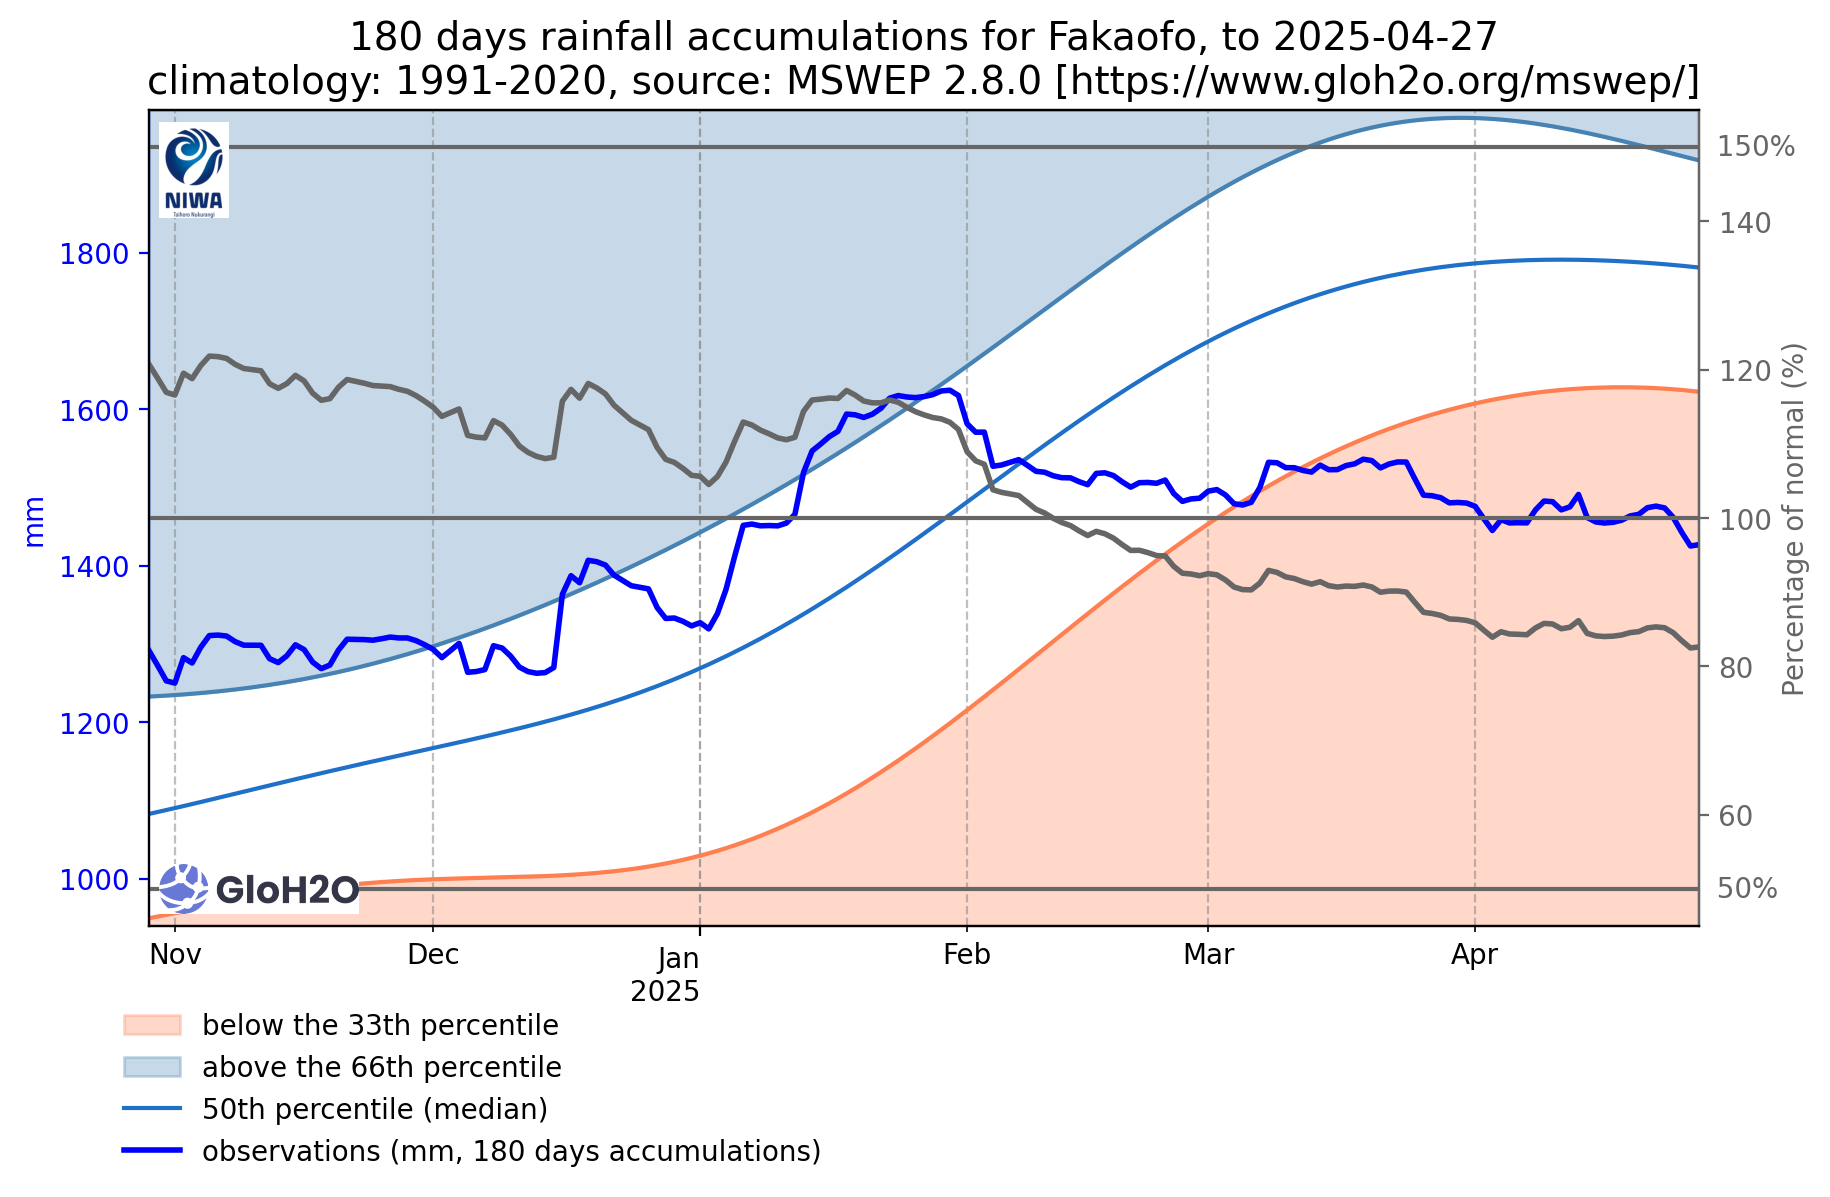 180 days rainfall accumulations for Fakaofo, to 2025-04-27
climatology: 1991-2020, source: MSWEP 2.8.0 [https://www.gloh2o.org/mswep/]
NIWA
Taihoro Nukurangi
150%
140
120
100
80
60
50%
Percentage of normal (%)
1800
1600
1400
1200
1000
mm
GloH2O
Nov
Dec
Jan
2025
Feb
Mar
Apr
below the 33th percentile
above the 66th percentile
50th percentile (median)
observations (mm, 180 days accumulations)